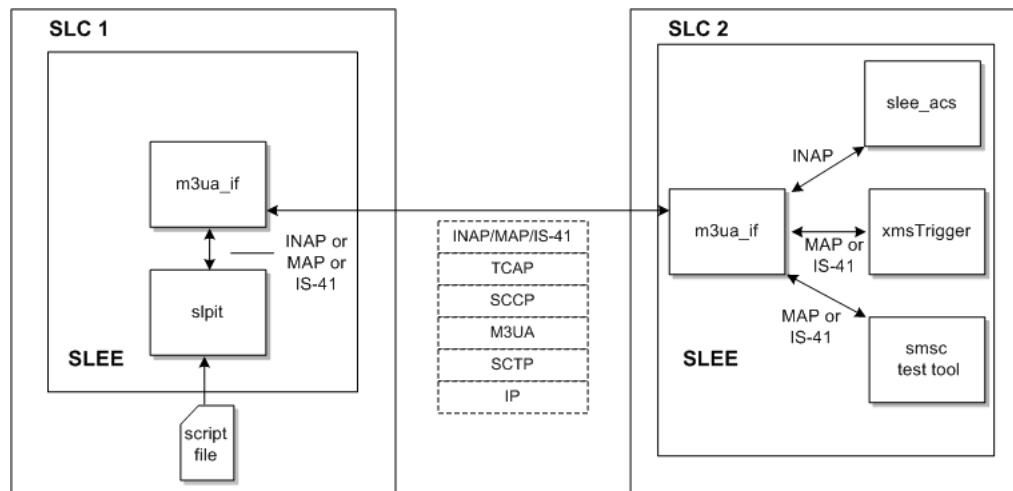 SLC 1
m3ua_if
INAP or
MAP or
IS-41
slpit
SLEE
script
file
INAP/MAP/IS-41
TCAP
SCCP
M3UA
SCTP
IP
SLC 2
slee_acs
INAP
m3ua_if
xmsTrigger
MAP or
IS-41
MAP or
IS-41
SLEE
smsc
test tool